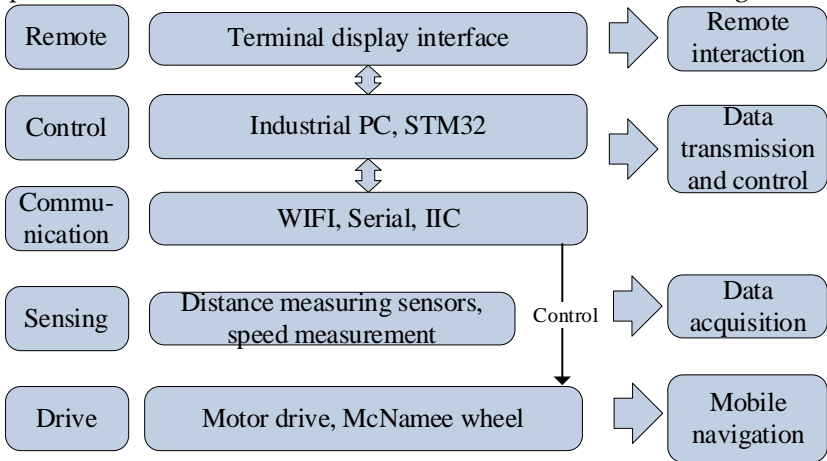 Remote
Terminal display interface
Remote
interaction
Control
Industrial PC, STM32
Data
transmission
and control
Commu-
nication
WIFI, Serial, IIC
Sensing
Distance measuring sensors,
speed measurement
Control
Data
acquisition
Drive
Motor drive, McNamee wheel
Mobile
navigation